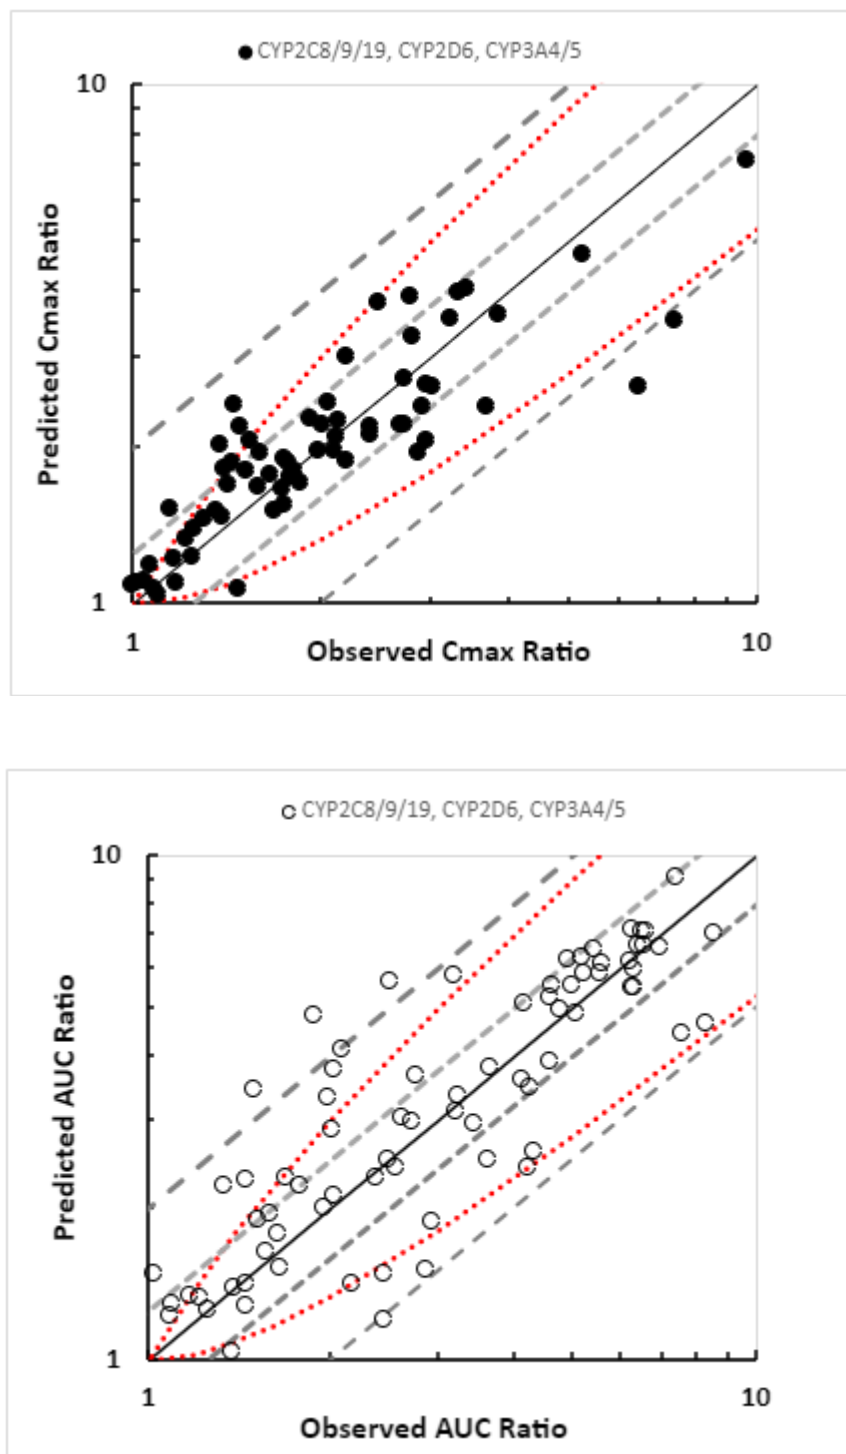 CYP2C8/9/19, CYP2D6, CYP3A4/5
10
Predicted Cmax Ratio
1
1
10
Observed Cmax Ratio
CYP2C8/9/19, CYP2D6, CYP3A4/5
10
Predicted AUC Ratio
1
1
10
Observed AUC Ratio